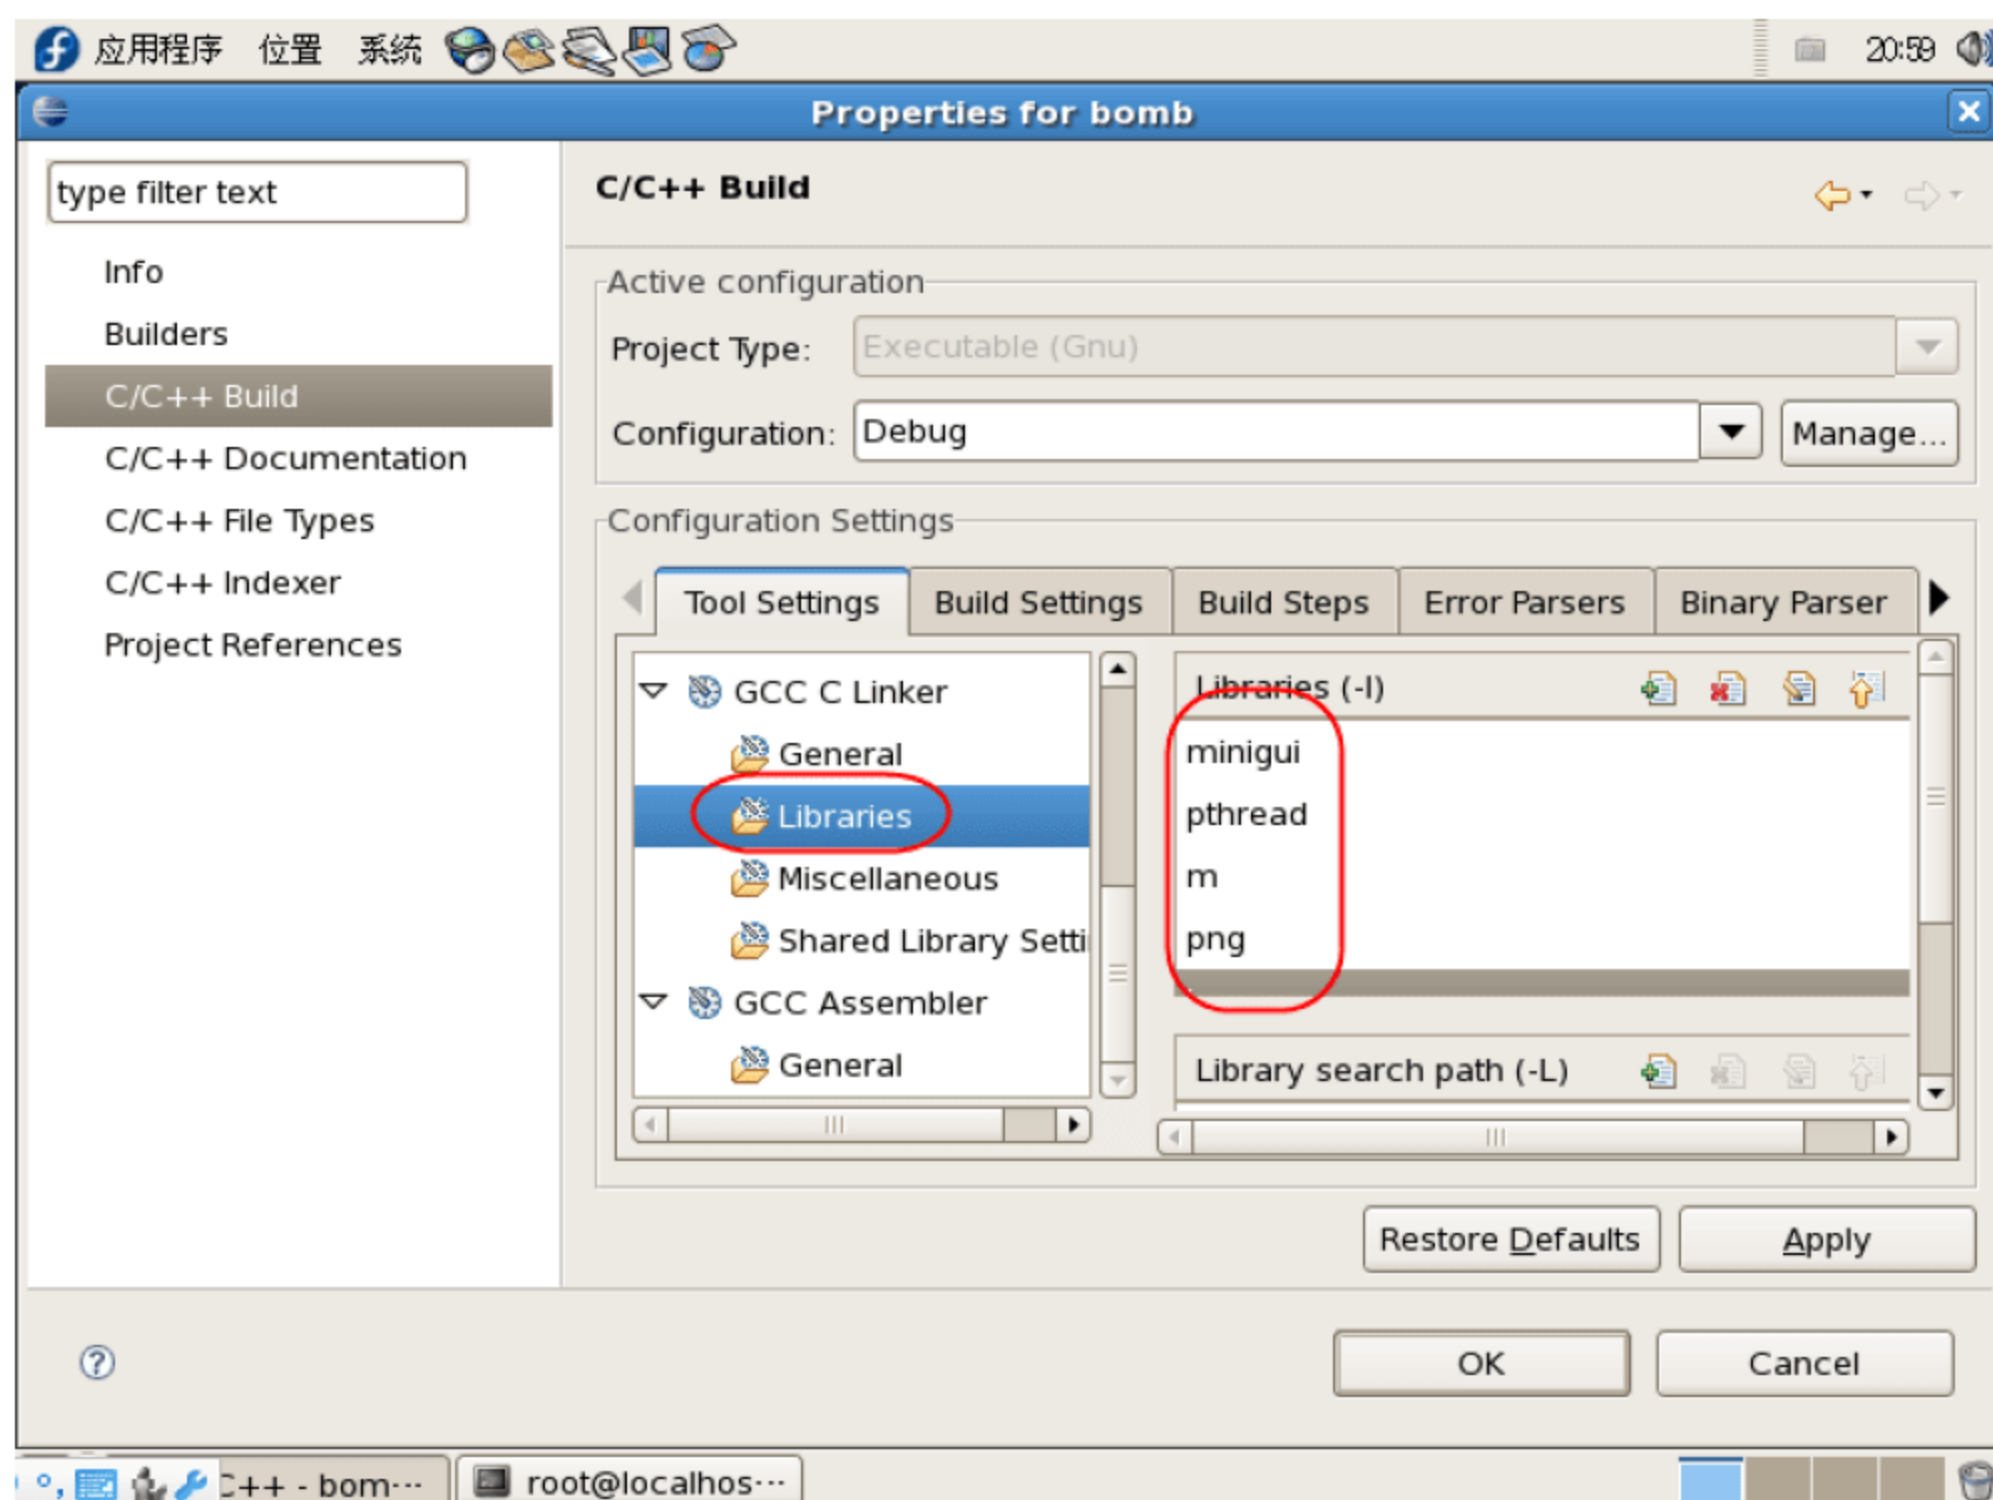 应用程序 位置 系统 20:59
Properties for bomb
type filter text
Info
Builders
C/C++ Build
C/C++ Documentation
C/C++ File Types
C/C++ Indexer
Project References
C/C++ Build
Active configuration
Project Type: Executable (Gnu)
Configuration: Debug Manage...
Configuration Settings
Tool Settings Build Settings Build Steps Error Parsers Binary Parser
GCC C Linker
General
Libraries
Miscellaneous
Shared Library Setti
GCC Assembler
General
Libraries (-l)
minigui
pthread
m
png
Library search path (-L)
Restore Defaults Apply
OK Cancel
C++ - bom··· root@localhos···